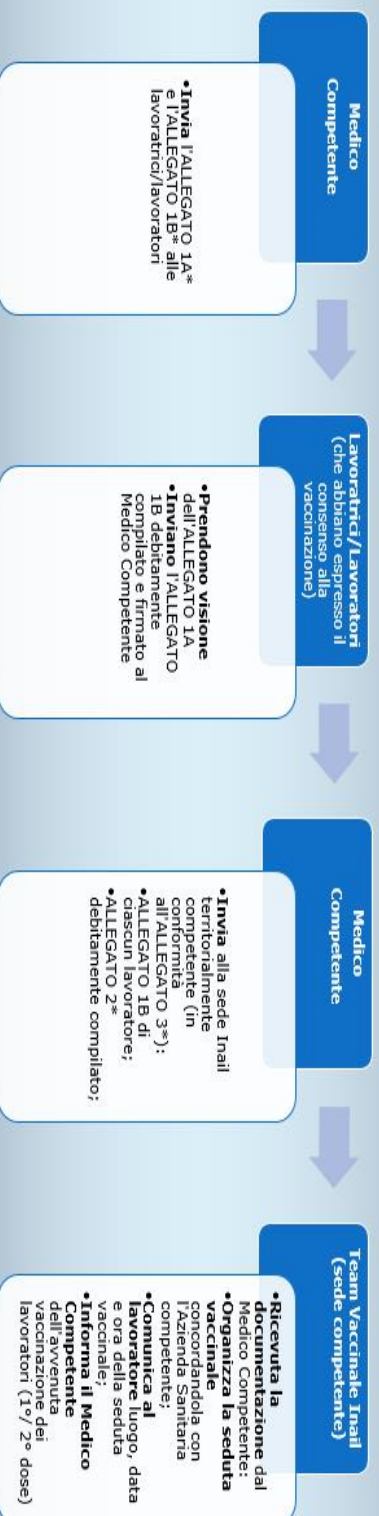 Medico
Competente
•Invia l'ALLEGATO 1A*
e l'ALLEGATO 1B* alle
lavoratrici/lavoratori
Lavoratrici/Lavoratori
(che abbiano espresso il
consenso alla
vaccinazione)
•Prendono visione
dell'ALLEGATO 1A
•Inviano l'ALLEGATO
1B debitamente
compilato e firmato al
Medico Competente
Medico
Competente
•Invia alla sede Inail
territorialmente
competente (in
conformità
all'ALLEGATO 3*):
•ALLEGATO 1B di
ciascun lavoratore;
•ALLEGATO 2*
debitamente compilato;
Team Vaccinale Inail
(sede competente)
•Ricevuta la
documentazione dal
Medico Competente:
•Organizza la seduta
vaccinale
concordandola con
l'Azienda Sanitaria
competente;
•Comunica al
lavoratore luogo, data
e ora della seduta
vaccinale;
•Informa il Medico
Competente
dell'avvenuta
vaccinazione dei
lavoratori (1°/ 2° dose)